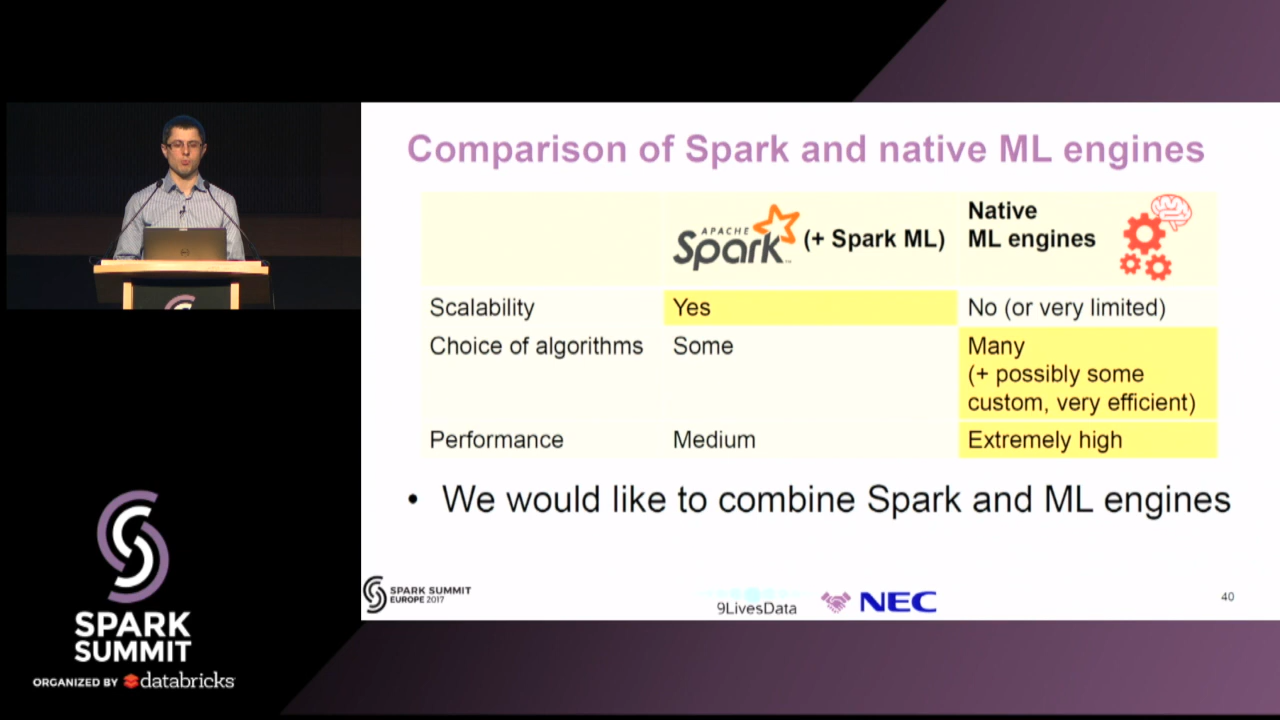 Comparison of Spark and native ML engines
APACHE
Spark™ (+ Spark ML)
Native
ML engines
Scalability Yes No (or very limited)
Choice of algorithms Some Many
(+ possibly some
custom, very efficient)
Performance Medium Extremely high
• We would like to combine Spark and ML engines
SPARK SUMMIT
EUROPE 2017
9LivesData
NEC
40
SPARK
SUMMIT
ORGANIZED BY databricks